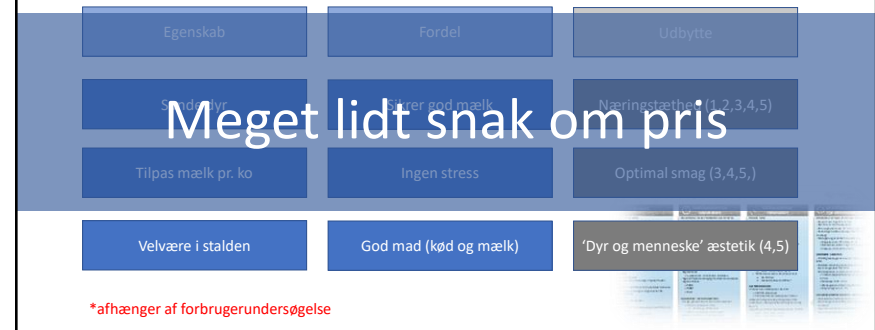 Egenskab
Fordel
Udbytte
Sunde dyr
Sikrer god mælk
Næringstæthed (1,2,3,4,5)
Meget lidt snak om pris
Tilpas mælk pr. ko
Ingen stress
Optimal smag (3,4,5,)
Velvære i stalden
God mad (kød og mælk)
‘Dyr og menneske’ æstetik (4,5)
*afhænger af forbrugerundersøgelse